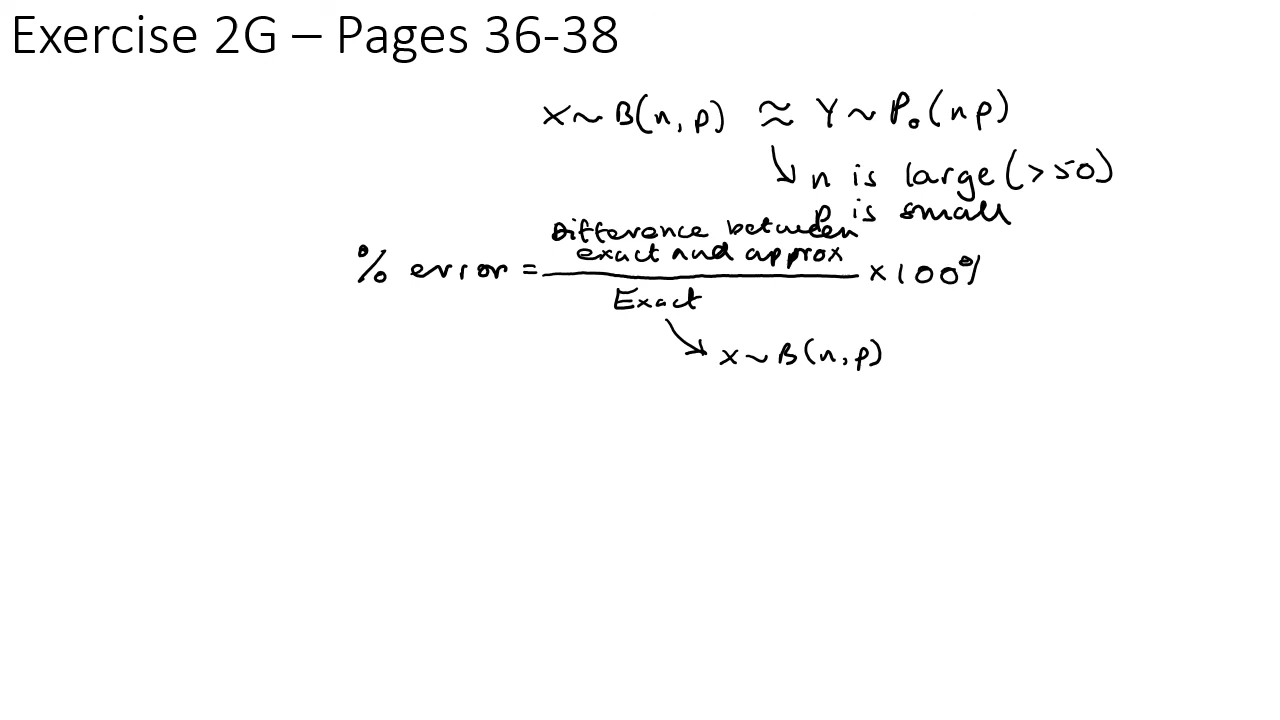 Exercise 2G – Pages 36-38
X ~ B(n, p) ≈ Y ~ Po(np)
n is large (> 50)
p is small
% error = Difference between exact and approx / Exact × 100%
X ~ B(n, p)